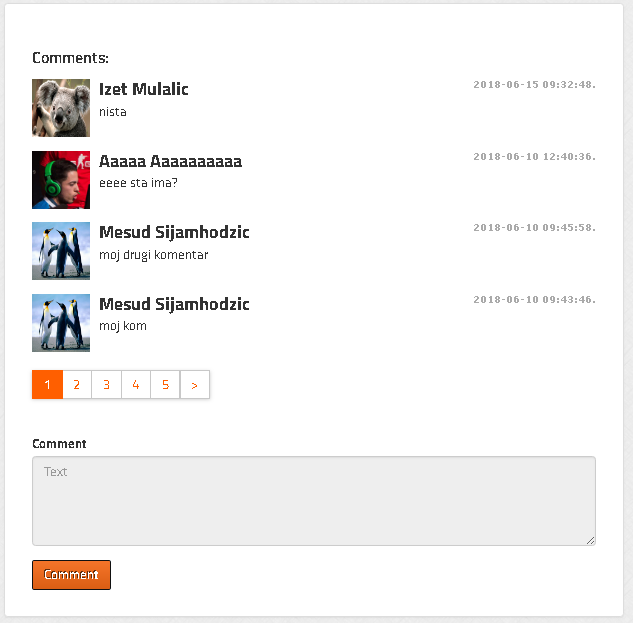 Comments:
Izet Mulalic 2018-06-15 09:32:48.
nista
Aaaaa Aaaaaaaaaa 2018-06-10 12:40:36.
eeee sta ima?
Mesud Sijamhodzic 2018-06-10 09:45:58.
moj drugi komentar
Mesud Sijamhodzic 2018-06-10 09:43:46.
moj kom
1 2 3 4 5 >
Comment
Text
Comment